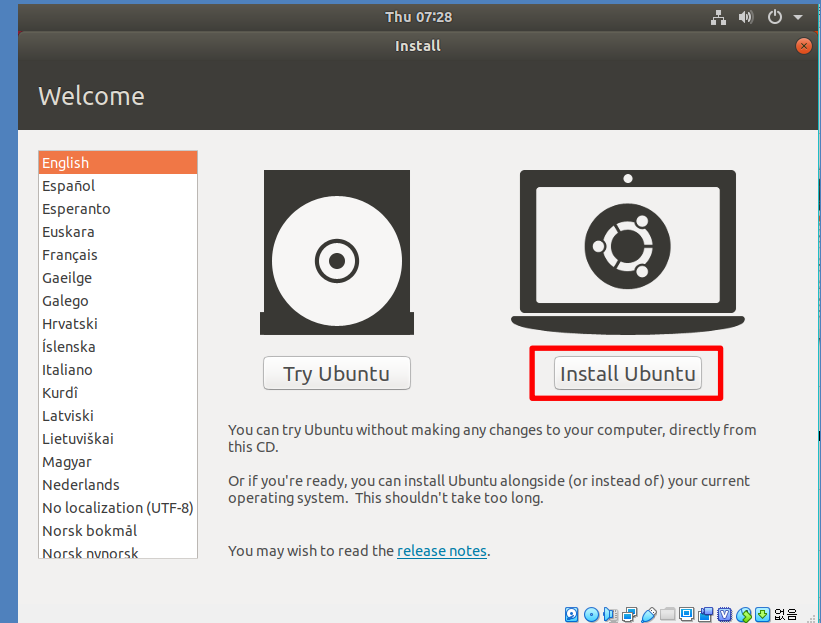 Thu 07:28
Install
Welcome
English
Español
Esperanto
Euskara
Français
Gaeilge
Galego
Hrvatski
Íslenska
Italiano
Kurdî
Latviski
Lietuviškai
Magyar
Nederlands
No localization (UTF-8)
Norsk bokmål
Norsk nynorsk
Try Ubuntu
Install Ubuntu
You can try Ubuntu without making any changes to your computer, directly from
this CD.
Or if you're ready, you can install Ubuntu alongside (or instead of) your current
operating system. This shouldn't take too long.
You may wish to read the release notes.
없음